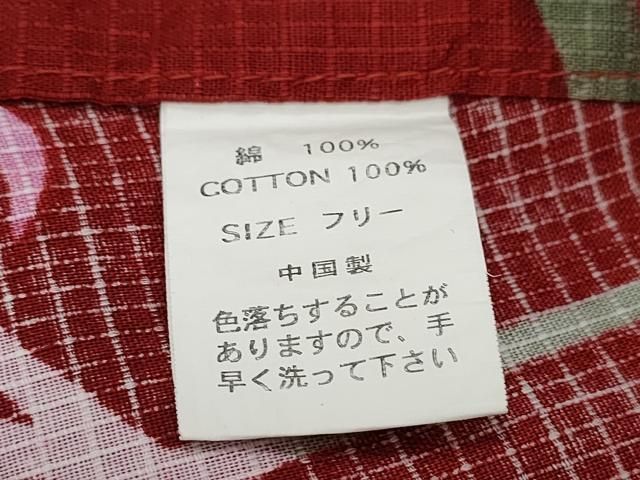 綿 100%
COTTON 100%
SIZE フリー
中国製
色落ちすることが
ありますので、手
早く洗って下さい